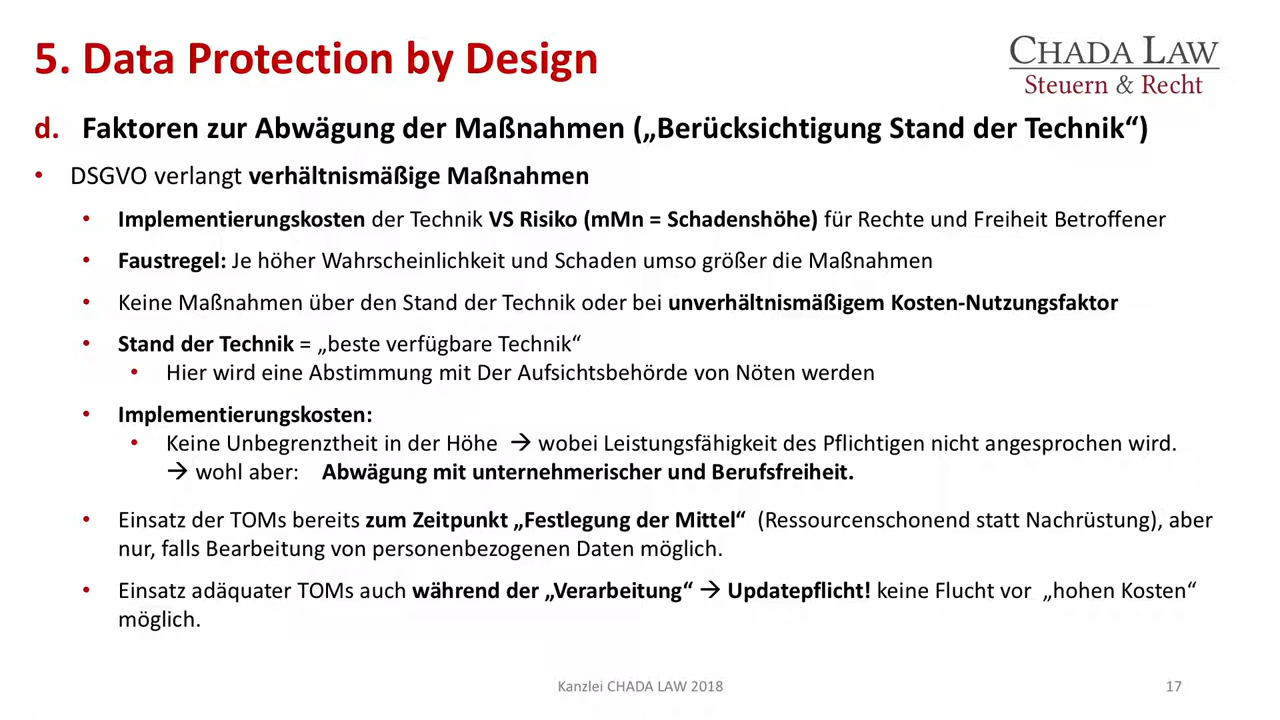 5. Data Protection by Design
CHADA LAW
Steuern & Recht
d. Faktoren zur Abwägung der Maßnahmen („Berücksichtigung Stand der Technik“)
• DSGVO verlangt verhältnismäßige Maßnahmen
• Implementierungskosten der Technik VS Risiko (mMn = Schadenshöhe) für Rechte und Freiheit Betroffener
• Faustregel: Je höher Wahrscheinlichkeit und Schaden umso größer die Maßnahmen
• Keine Maßnahmen über den Stand der Technik oder bei unverhältnismäßigem Kosten-Nutzungsfaktor
• Stand der Technik = „beste verfügbare Technik“
• Hier wird eine Abstimmung mit Der Aufsichtsbehörde von Nöten werden
• Implementierungskosten:
• Keine Unbegrenztheit in der Höhe → wobei Leistungsfähigkeit des Pflichtigen nicht angesprochen wird.
→ wohl aber: Abwägung mit unternehmerischer und Berufsfreiheit.
• Einsatz der TOMs bereits zum Zeitpunkt „Festlegung der Mittel“ (Ressourcenschonend statt Nachrüstung), aber
nur, falls Bearbeitung von personenbezogenen Daten möglich.
• Einsatz adäquater TOMs auch während der „Verarbeitung“ → Updatepflicht! keine Flucht vor „hohen Kosten“
möglich.
Kanzlei CHADA LAW 2018
17